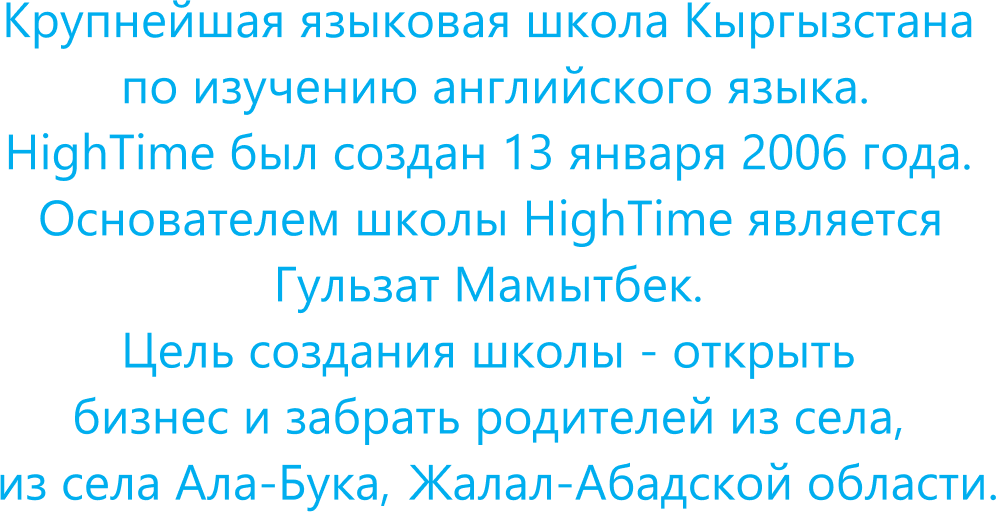 Крупнейшая языковая школа Кыргызстана
по изучению английского языка.
HighTime был создан 13 января 2006 года.
Основателем школы HighTime является
Гульзат Мамытбек.
Цель создания школы - открыть
бизнес и забрать родителей из села,
из села Ала-Бука, Жалал-Абадской области.